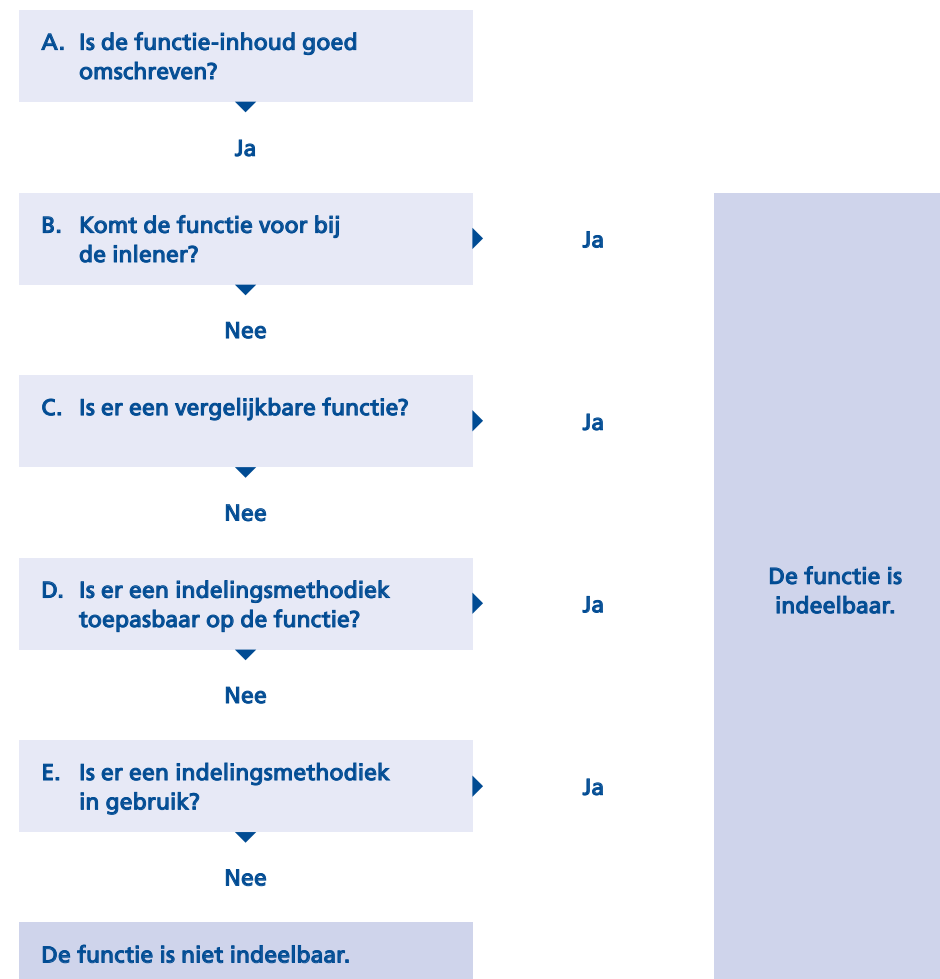 A. Is de functie-inhoud goed
omschreven?
Ja
B. Komt de functie voor bij
de inlener?
Ja
Nee
C. Is er een vergelijkbare functie?
Ja
Nee
D. Is er een indelingsmethodiek
toepasbaar op de functie?
Ja
Nee
E. Is er een indelingsmethodiek
in gebruik?
Ja
Nee
De functie is niet indeelbaar.
De functie is
indeelbaar.